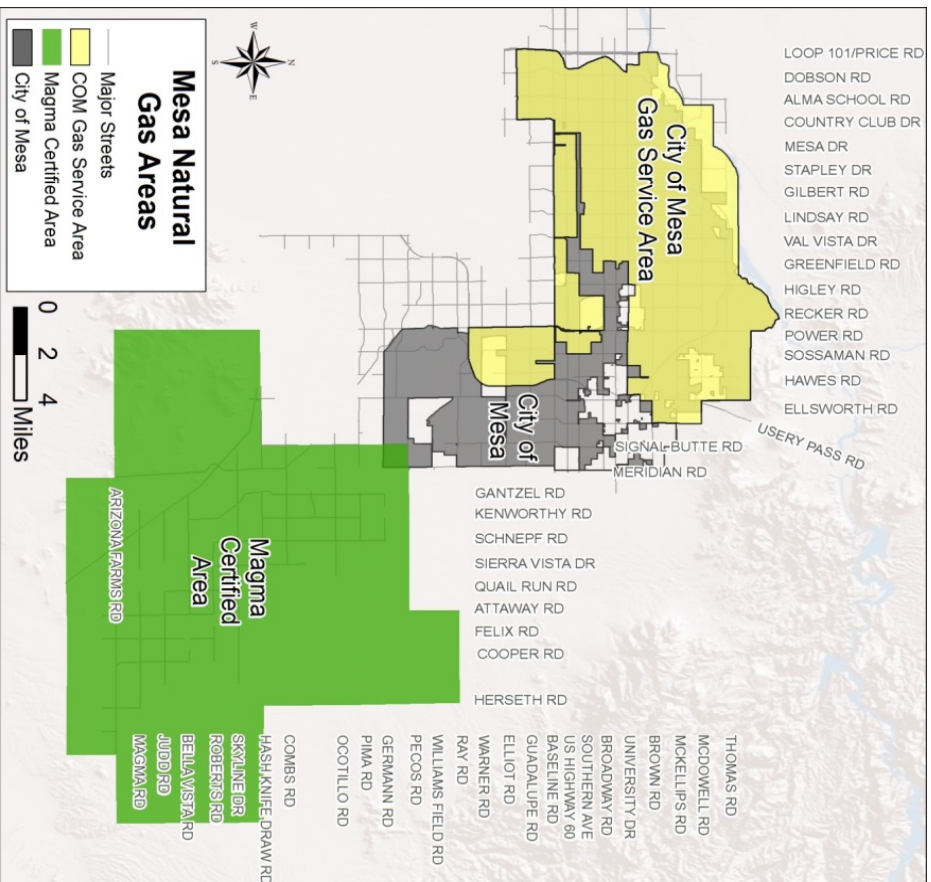 LOOP 101/PRICE RD
DOBSON RD
ALMA SCHOOL RD
COUNTRY CLUB DR
MESA DR
STAPLEY DR
GILBERT RD
LINDSAY RD
VAL VISTA DR
GREENFIELD RD
HIGLEY RD
RECKER RD
POWER RD
SOSSAMAN RD
HAWES RD
ELLSWORTH RD
USERY PASS RD
SIGNAL BUTTE RD
MERIDIAN RD
GANTZEL RD
KENWORTHY RD
SCHNEPF RD
SIERRA VISTA DR
QUAIL RUN RD
ATTAWAY RD
FELIX RD
COOPER RD
HERSETH RD
THOMAS RD
MCDOWELL RD
MCKELLIPS RD
BROWN RD
UNIVERSITY DR
BROADWAY RD
SOUTHERN AVE
US HIGHWAY 60
BASELINE RD
GUADALUPE RD
ELLIOT RD
WARNER RD
RAY RD
WILLIAMS FIELD RD
PECOS RD
GERMANN RD
PIMA RD
OCOTILLO RD
COMBS RD
HASH KNIFE DRAW RD
SKYLINE DR
ROBERTS RD
BELLA VISTA RD
JUDD RD
MAGMA RD
ARIZONA FARMS RD
City of Mesa
Gas Service Area
City of
Mesa
Magma
Certified
Area
N
E
S
W
Mesa Natural
Gas Areas
Major Streets
COM Gas Service Area
Magma Certified Area
City of Mesa
0 2 4
Miles